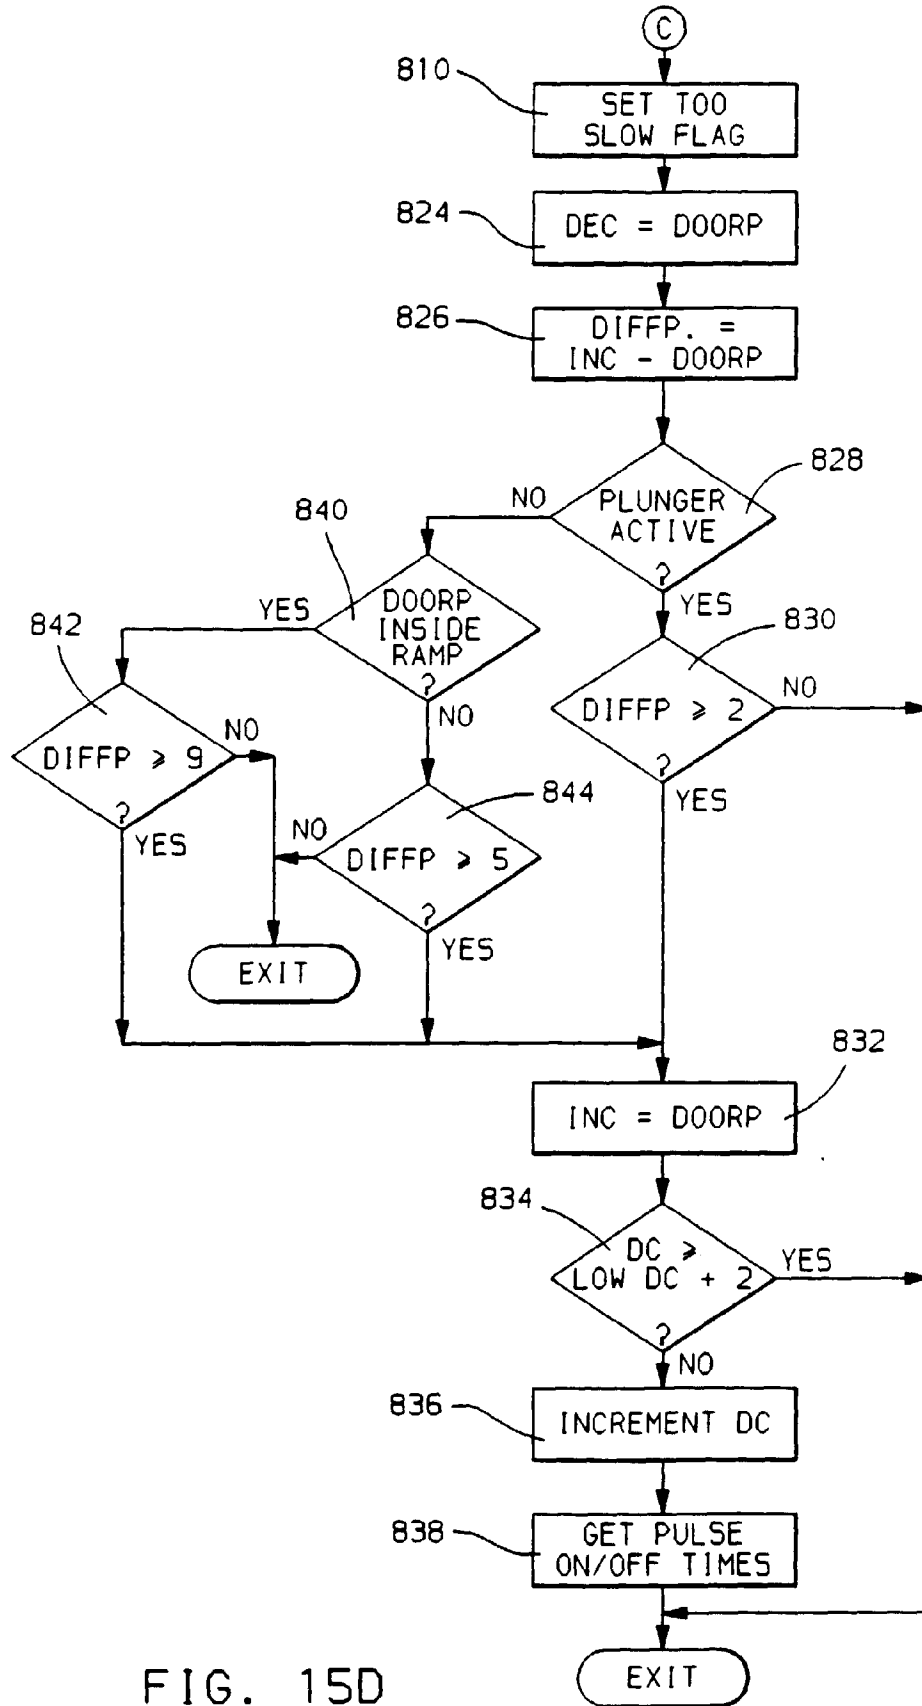 C
810
SET TOO
SLOW FLAG
824
DEC = DOORP
826
DIFFP. =
INC - DOORP
828
PLUNGER
ACTIVE
?
NO
YES
840
DOORP
INSIDE
RAMP
?
YES
NO
830
DIFFP ⩾ 2
?
NO
YES
842
DIFFP ⩾ 9
?
NO
YES
844
DIFFP ⩾ 5
?
NO
YES
EXIT
832
INC = DOORP
834
DC ⩾
LOW DC + 2
?
YES
NO
836
INCREMENT DC
838
GET PULSE
ON/OFF TIMES
EXIT
FIG. 15D